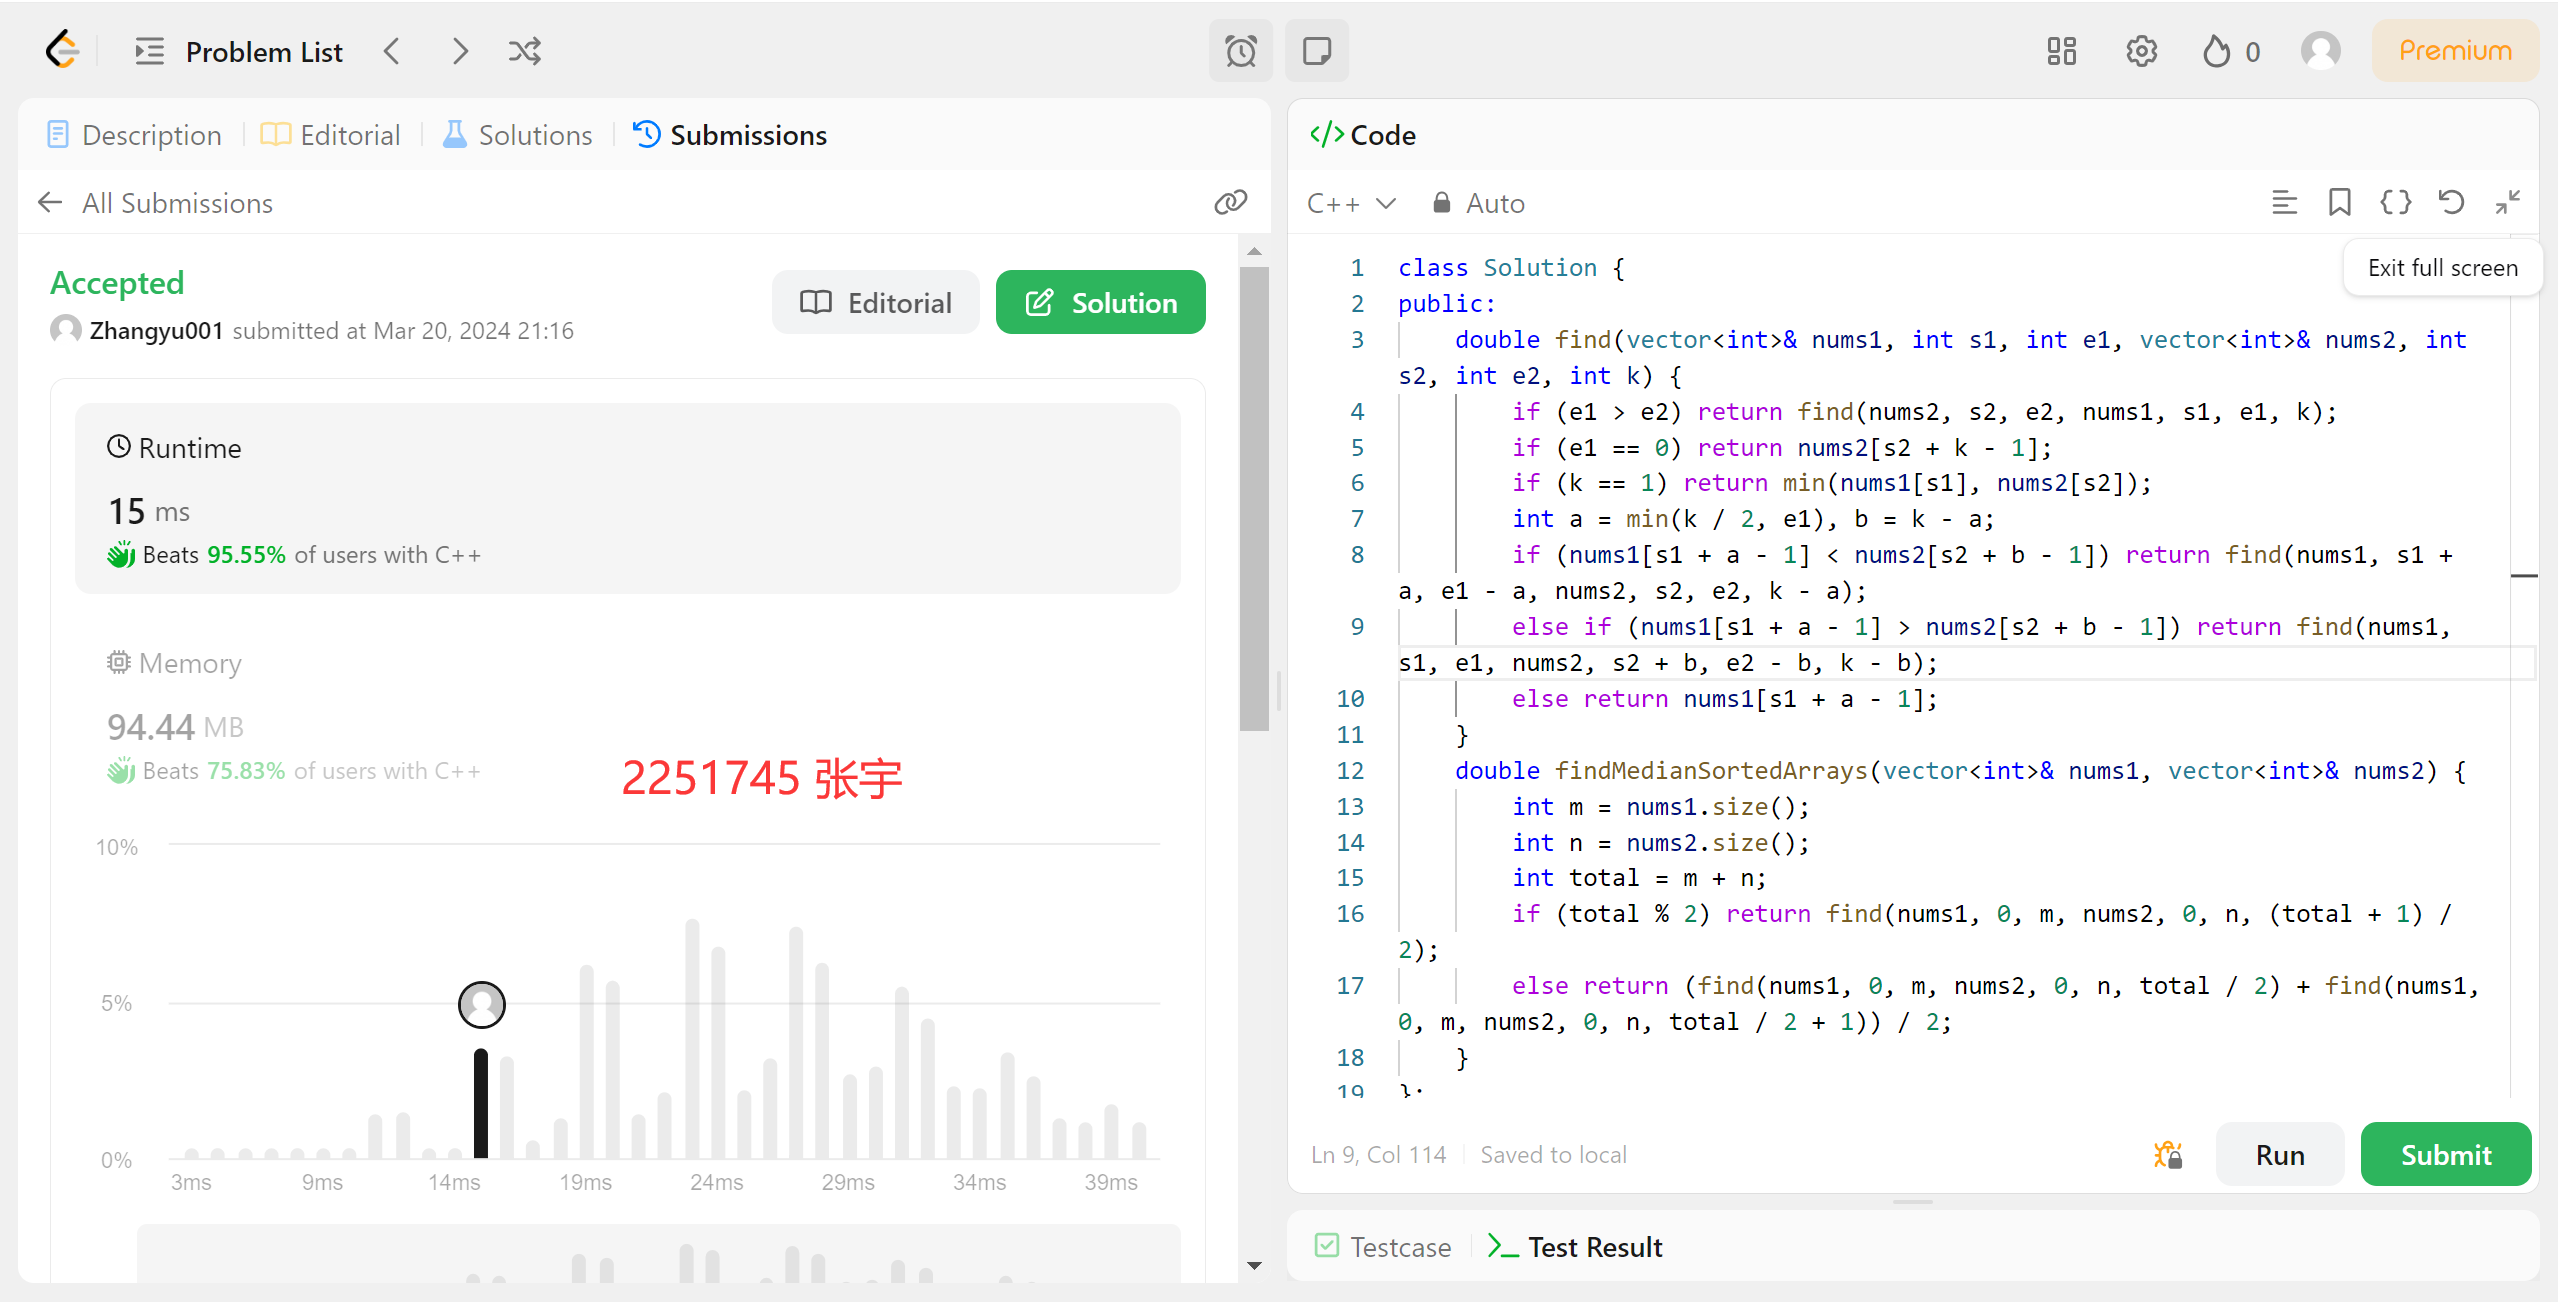 Problem List
0
Premium
Description
Editorial
Solutions
Submissions
All Submissions
Accepted
Zhangyu001 submitted at Mar 20, 2024 21:16
Editorial
Solution
Runtime
15 ms
Beats 95.55% of users with C++
Memory
94.44 MB
Beats 75.83% of users with C++
2251745 张宇
10%
5%
0%
3ms 9ms 14ms 19ms 24ms 29ms 34ms 39ms
</> Code
C++ Auto
Exit full screen
1 class Solution {
2 public:
3 double find(vector<int>& nums1, int s1, int e1, vector<int>& nums2, int
s2, int e2, int k) {
4 if (e1 > e2) return find(nums2, s2, e2, nums1, s1, e1, k);
5 if (e1 == 0) return nums2[s2 + k - 1];
6 if (k == 1) return min(nums1[s1], nums2[s2]);
7 int a = min(k / 2, e1), b = k - a;
8 if (nums1[s1 + a - 1] < nums2[s2 + b - 1]) return find(nums1, s1 +
a, e1 - a, nums2, s2, e2, k - a);
9 else if (nums1[s1 + a - 1] > nums2[s2 + b - 1]) return find(nums1,
s1, e1, nums2, s2 + b, e2 - b, k - b);
10 else return nums1[s1 + a - 1];
11 }
12 double findMedianSortedArrays(vector<int>& nums1, vector<int>& nums2) {
13 int m = nums1.size();
14 int n = nums2.size();
15 int total = m + n;
16 if (total % 2) return find(nums1, 0, m, nums2, 0, n, (total + 1) /
2);
17 else return (find(nums1, 0, m, nums2, 0, n, total / 2) + find(nums1,
0, m, nums2, 0, n, total / 2 + 1)) / 2;
18 }
19 };
Ln 9, Col 114
Saved to local
Run
Submit
Testcase
Test Result